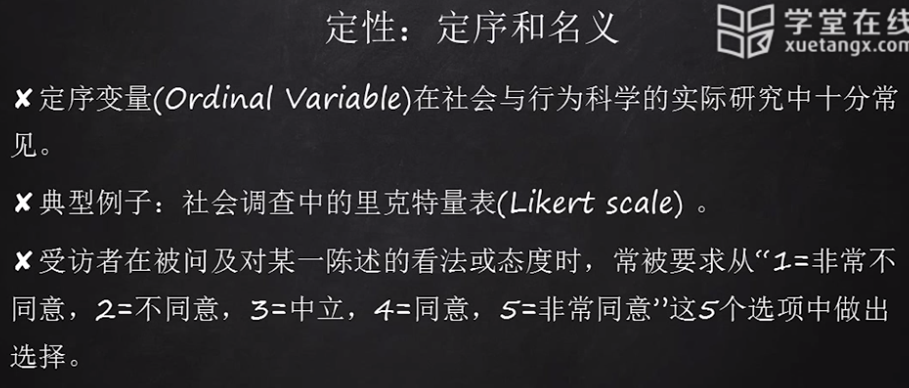 定性：定序和名义
学堂在线
xuetangx.com
✘定序变量(Ordinal Variable)在社会与行为科学的实际研究中十分常
见。
✘典型例子：社会调查中的里克特量表(Likert scale) 。
✘受访者在被问及对某一陈述的看法或态度时，常被要求从“1=非常不
同意，2=不同意，3=中立，4=同意，5=非常同意”这5个选项中做出
选择。